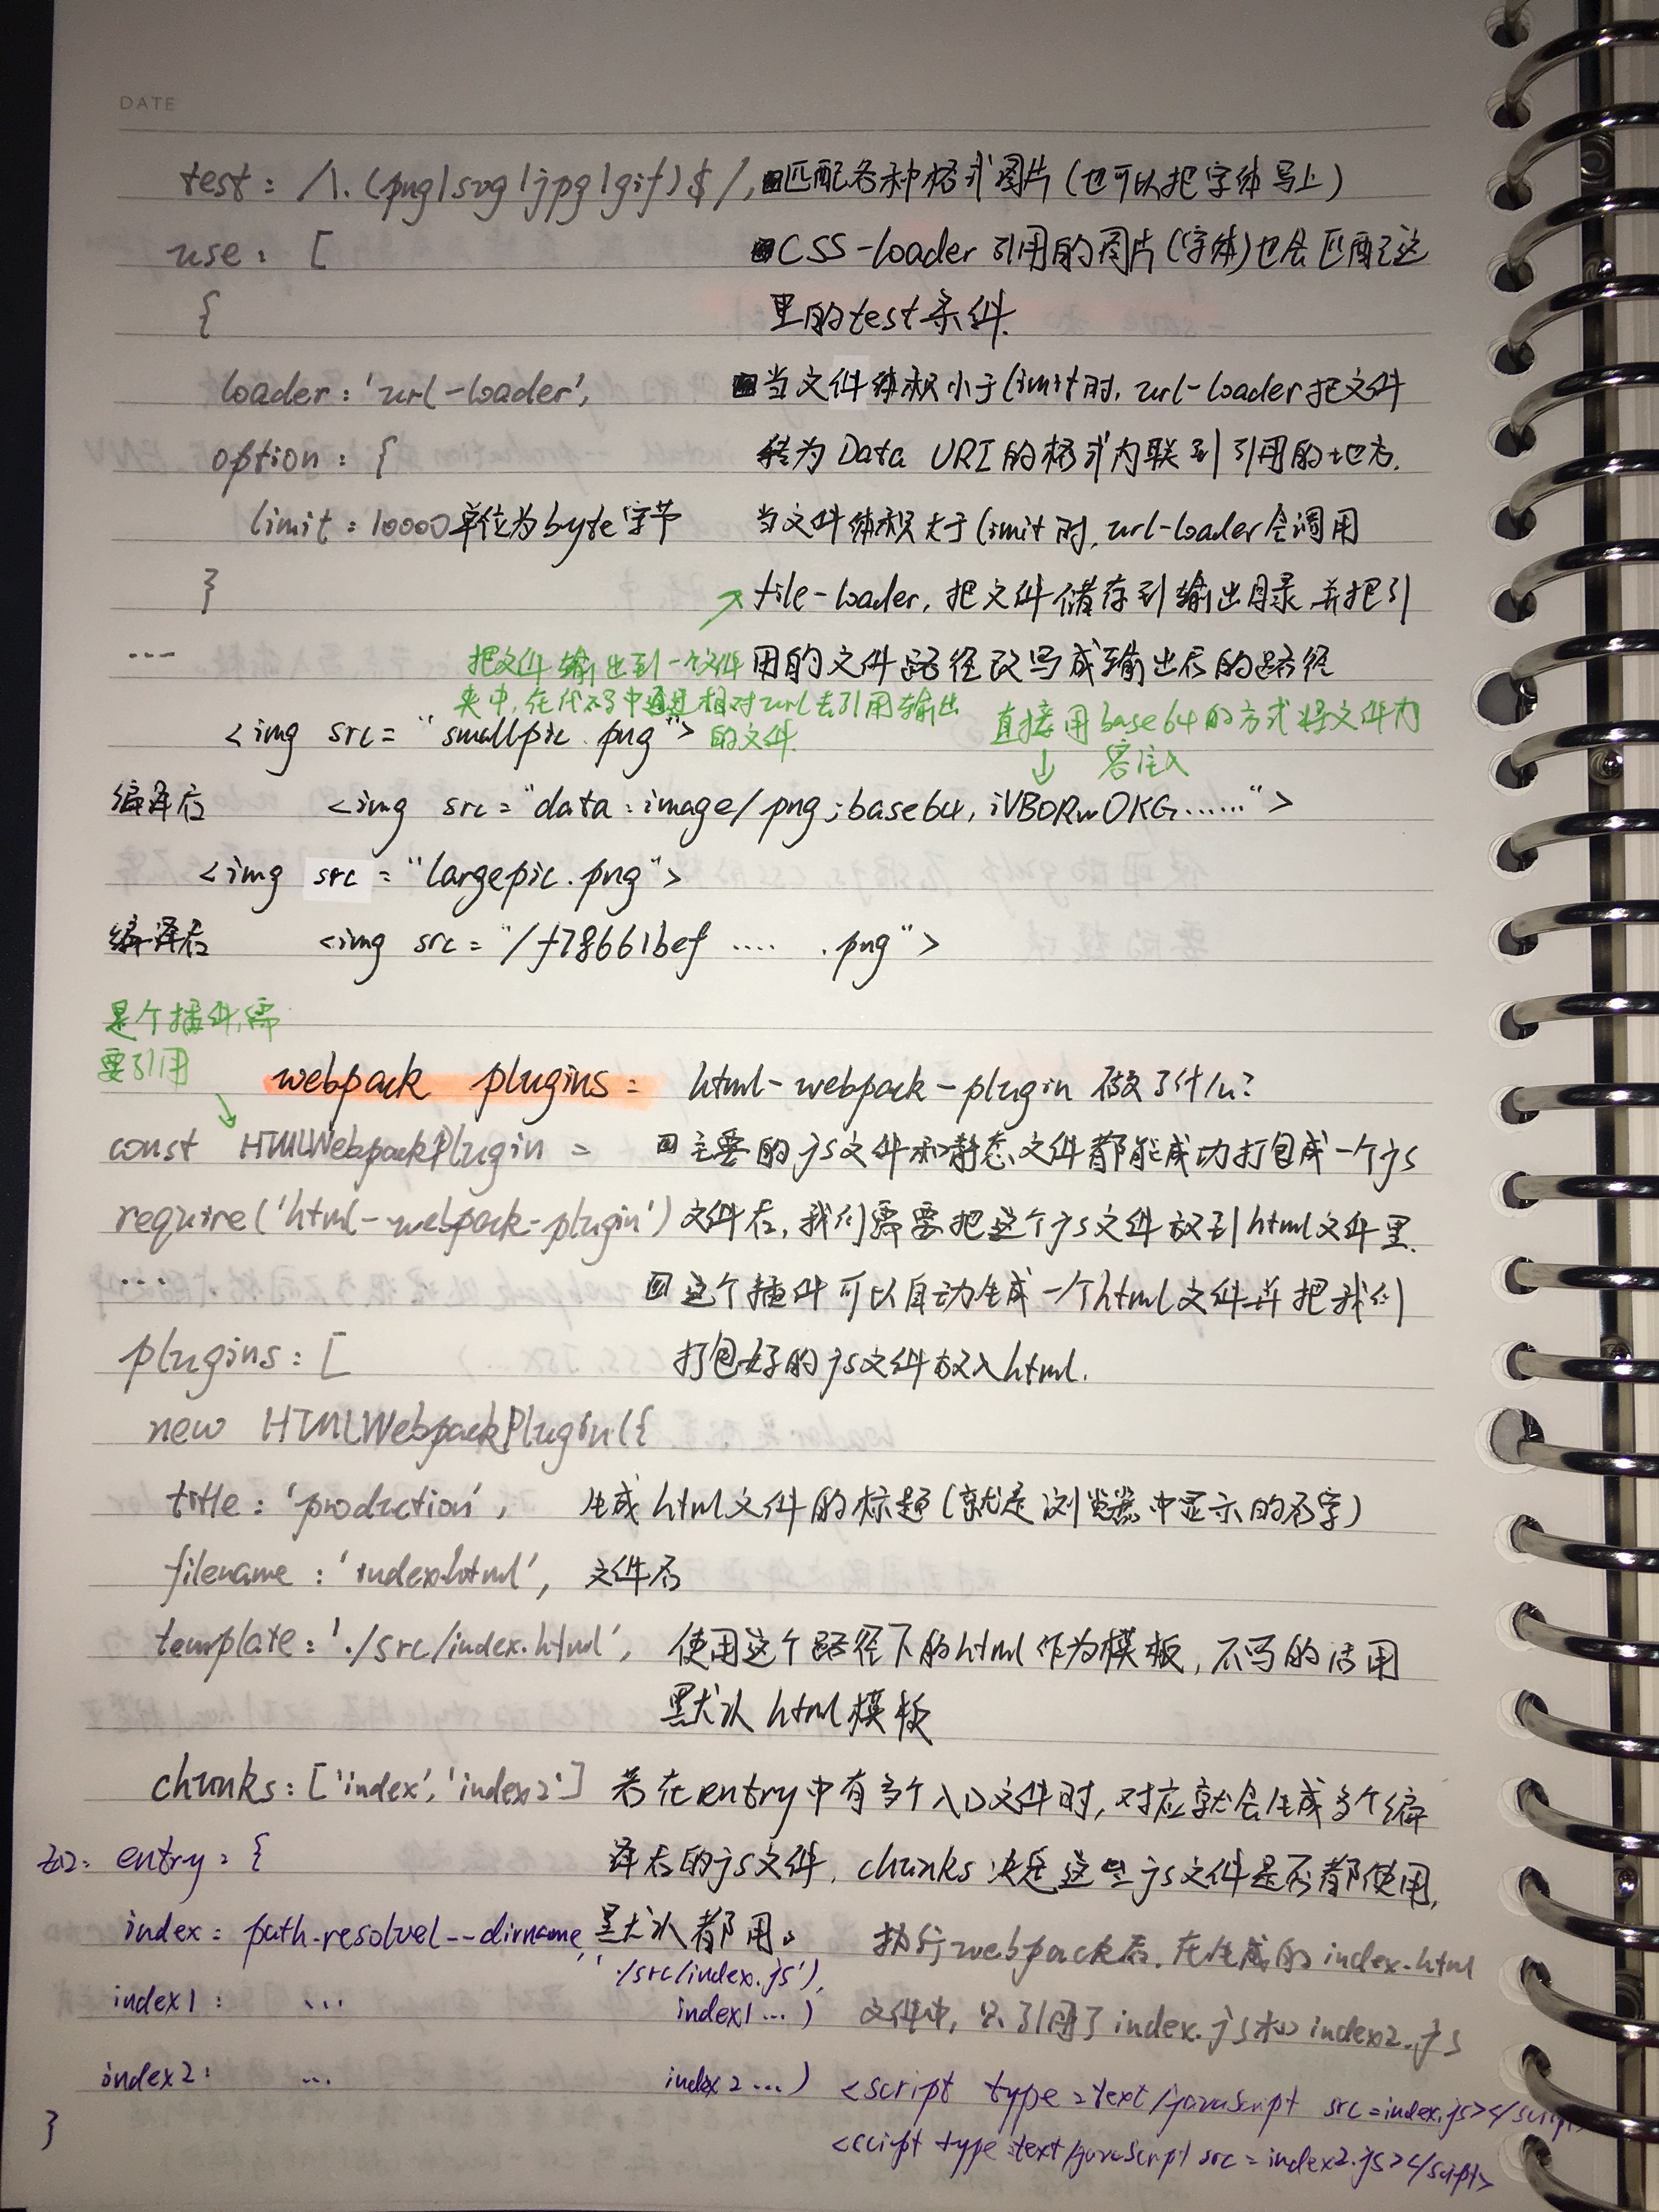 DATE
test: /\.(png|svg|jpg|gif)$/, 匹配各种格式图片(也可以把字体写上)
use: [ CSS-loader引用的图片(字体)也会匹配这
{ 里的test条件.
loader: 'url-loader', 当文件体积小于limit时, url-loader把文件
option: { 转为Data URI的格式内联到引用的地方.
limit: 10000 单位为byte字节 当文件体积大于limit时, url-loader会调用
} file-loader, 把文件储存到输出目录,并把引
... 把文件输出到一个文件 用的文件路径改写成输出后的路径
夹中,在代码中通过相对url去引用输出
的文件
直接用base64的方式将文件内
容注入
<img src="smallpic.png">
编译后 <img src="data:image/png;base64,iVBORw0KG......">
<img src="largepic.png">
编译后 <img src="/f78661bef .... .png">
是个插件,需
要引用
webpack plugins: html-webpack-plugin 做了什么?
const HTMLWebpackPlugin = 主要的js文件和静态文件都能成功打包成一个js
require('html-webpack-plugin') 文件后,我们需要把这个js文件放到html文件里.
... 这个插件可以自动生成一个html文件并把我们
plugins: [ 打包好的js文件放入html.
new HTMLWebpackPlugin({
title: 'production', 生成html文件的标题(就是浏览器中显示的名字)
filename: 'index.html', 文件名
template: './src/index.html', 使用这个路径下的html作为模板,不写的话用
默认html模板
chunks: ['index','index2'] 若在entry中有多个入口文件时,对应就会生成多个编
如: entry: { 译后的js文件, chunks决定这些js文件是否都使用,
index: path.resolve(__dirname, 默认都用。 执行webpack后,在生成的index.html
'./src/index.js'),
index1: ... index1...) 文件中,只引用了index.js和index2.js
index2: ... index2...) <script type=text/javascript src=index.js></script>
} <script type=text/javascript src=index2.js></sript>